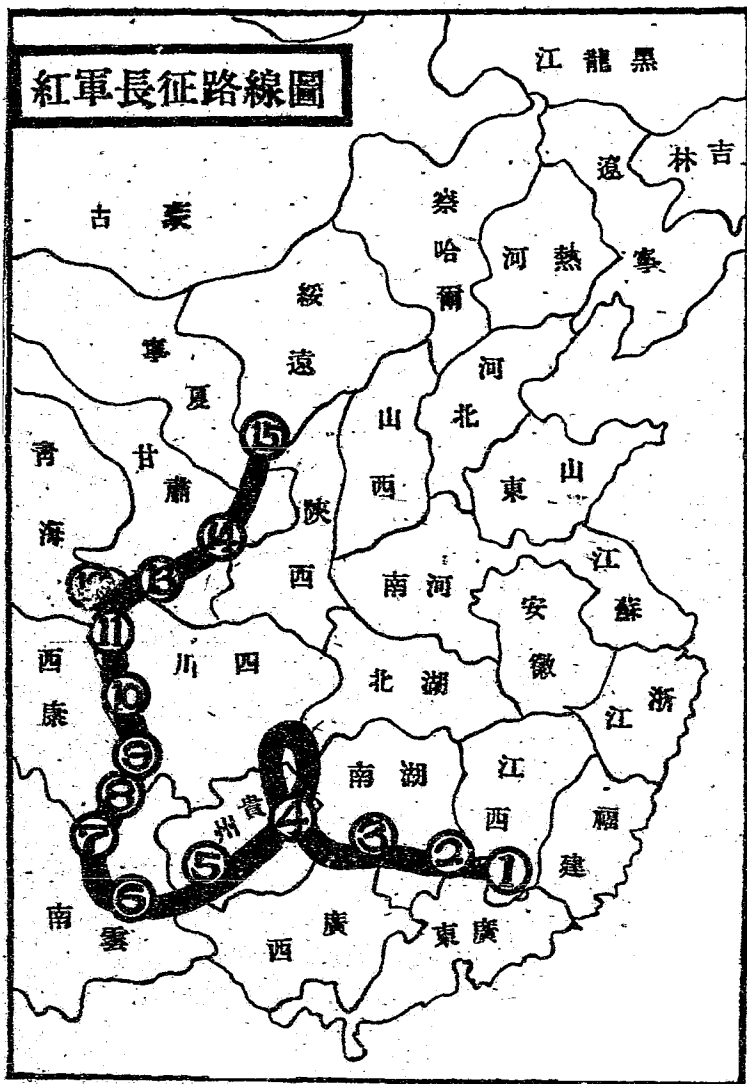 紅軍長征路線圖
黑龍江
吉林
遼寧
蒙古
察哈爾
熱河
綏遠
寧夏
河北
山西
山東
青海
甘肅
陝西
河南
江蘇
安徽
西康
四川
湖北
浙江
湖南
江西
貴州
福建
雲南
廣西
廣東
1
2
3
4
5
6
7
8
9
10
11
13
14
15